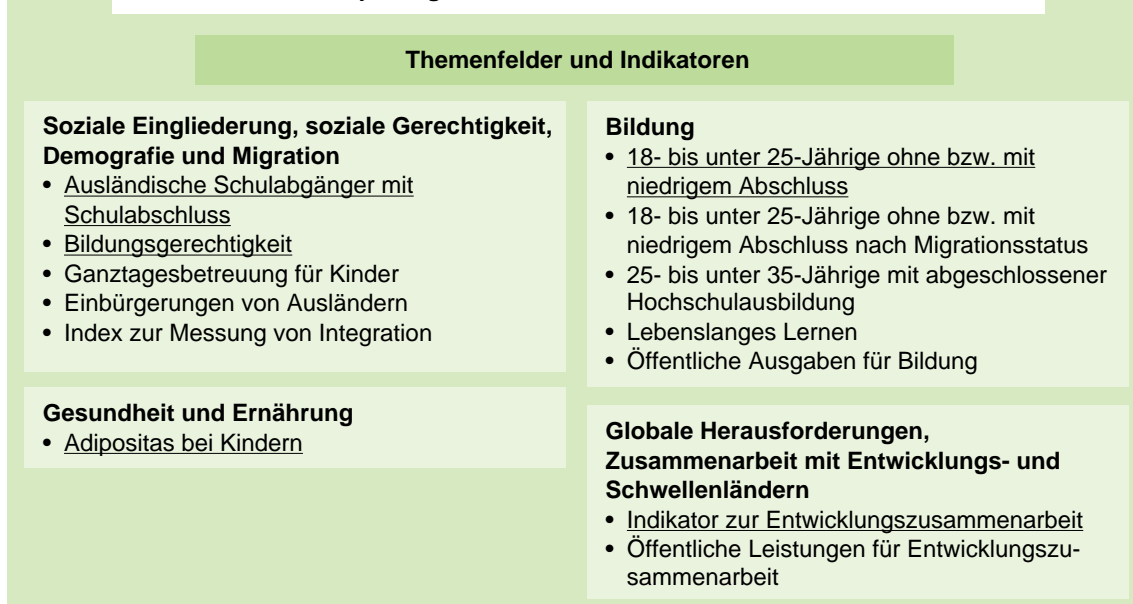 Themenfelder und Indikatoren
Soziale Eingliederung, soziale Gerechtigkeit,
Demografie und Migration
• Ausländische Schulabgänger mit
Schulabschluss
• Bildungsgerechtigkeit
• Ganztagesbetreuung für Kinder
• Einbürgerungen von Ausländern
• Index zur Messung von Integration
Gesundheit und Ernährung
• Adipositas bei Kindern
Bildung
• 18- bis unter 25-Jährige ohne bzw. mit
niedrigem Abschluss
• 18- bis unter 25-Jährige ohne bzw. mit
niedrigem Abschluss nach Migrationsstatus
• 25- bis unter 35-Jährige mit abgeschlossener
Hochschulausbildung
• Lebenslanges Lernen
• Öffentliche Ausgaben für Bildung
Globale Herausforderungen,
Zusammenarbeit mit Entwicklungs- und
Schwellenländern
• Indikator zur Entwicklungszusammenarbeit
• Öffentliche Leistungen für Entwicklungszu-
sammenarbeit